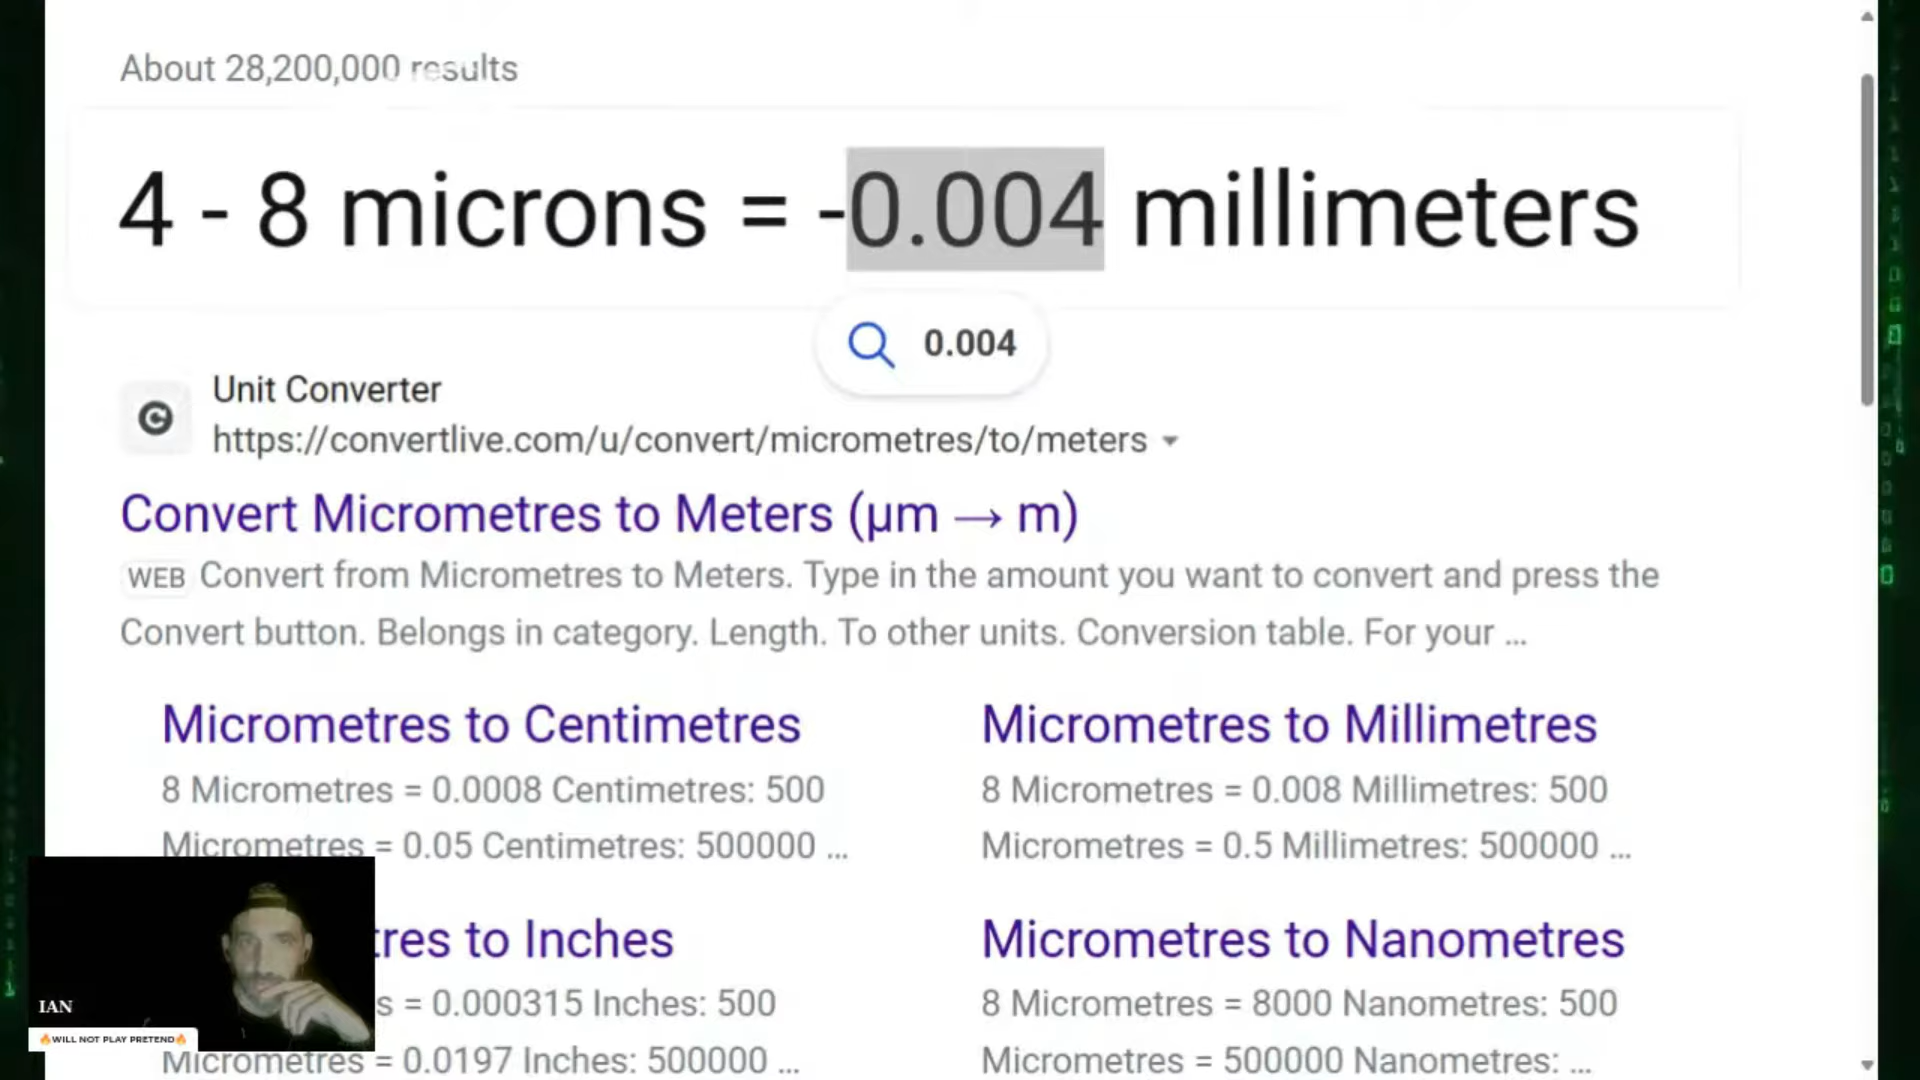 About 28,200,000 results
4 - 8 microns = -0.004 millimeters
0.004
Unit Converter
https://convertlive.com/u/convert/micrometres/to/meters
Convert Micrometres to Meters (µm → m)
WEB Convert from Micrometres to Meters. Type in the amount you want to convert and press the
Convert button. Belongs in category. Length. To other units. Conversion table. For your ...
Micrometres to Centimetres
8 Micrometres = 0.0008 Centimetres: 500
Micrometres = 0.05 Centimetres: 500000 ...
Micrometres to Millimetres
8 Micrometres = 0.008 Millimetres: 500
Micrometres = 0.5 Millimetres: 500000 ...
tres to Inches
s = 0.000315 Inches: 500
Micrometres = 0.0197 Inches: 500000 ...
Micrometres to Nanometres
8 Micrometres = 8000 Nanometres: 500
Micrometres = 500000 Nanometres: ...
IAN
🔥WILL NOT PLAY PRETEND🔥